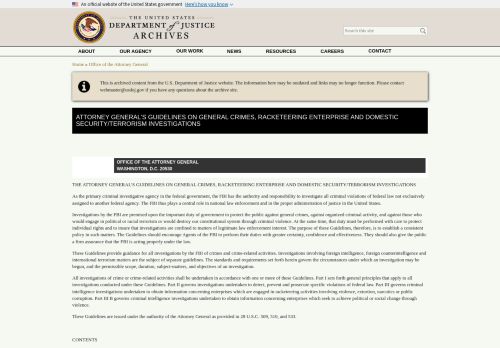 An official website of the United States government Here's how you know
THE UNITED STATES
DEPARTMENT of JUSTICE
ARCHIVES
Search this site
ABOUT OUR AGENCY OUR WORK NEWS RESOURCES CAREERS CONTACT
Home » Office of the Attorney General
This is archived content from the U.S. Department of Justice website. The information here may be outdated and links may no longer function. Please contact
webmaster@usdoj.gov if you have any questions about the archive site.
ATTORNEY GENERAL'S GUIDELINES ON GENERAL CRIMES, RACKETEERING ENTERPRISE AND DOMESTIC
SECURITY/TERRORISM INVESTIGATIONS
OFFICE OF THE ATTORNEY GENERAL
WASHINGTON, D.C. 20530
THE ATTORNEY GENERAL'S GUIDELINES ON GENERAL CRIMES, RACKETEERING ENTERPRISE AND DOMESTIC SECURITY/TERRORISM INVESTIGATIONS
As the primary criminal investigative agency in the federal government, the FBI has the authority and responsibility to investigate all criminal violations of federal law not exclusively
assigned to another federal agency. The FBI thus plays a central role in national law enforcement and in the proper administration of justice in the United States.
Investigations by the FBI are premised upon the important duty of government to protect the public against general crimes, against organized criminal activity, and against those who
would engage in political or racial terrorism or would destroy our constitutional system through criminal violence. At the same time, that duty must be performed with care to protect
individual rights and to insure that investigations are confined to matters of legitimate law enforcement interest. The purpose of these Guidelines, therefore, is to establish a consistent
policy in such matters. The Guidelines should encourage Agents of the FBI to perform their duties with greater certainty, confidence and effectiveness. They should also give the public
a firm assurance that the FBI is acting properly under the law.
These Guidelines provide guidance for all investigations by the FBI of crimes and crime-related activities. Investigations involving foreign intelligence, foreign counterintelligence and
international terrorism matters are the subject of separate guidelines. The standards and requirements set forth herein govern the circumstances under which an investigation may be
begun, and the permissible scope, duration, subject-matters, and objectives of an investigation.
All investigations of crime or crime-related activities shall be undertaken in accordance with one or more of these Guidelines. Part I sets forth general principles that apply to all
investigations conducted under these Guidelines. Part II governs investigations undertaken to detect, prevent and prosecute specific violations of federal law. Part III governs criminal
intelligence investigations undertaken to obtain information concerning enterprises which are engaged in racketeering activities involving violence, extortion, narcotics or public
corruption. Part III B governs criminal intelligence investigations undertaken to obtain information concerning enterprises which seek to achieve political or social change through
violence.
These Guidelines are issued under the authority of the Attorney General as provided in 28 U.S.C. 509, 510, and 533.
CONTENTS